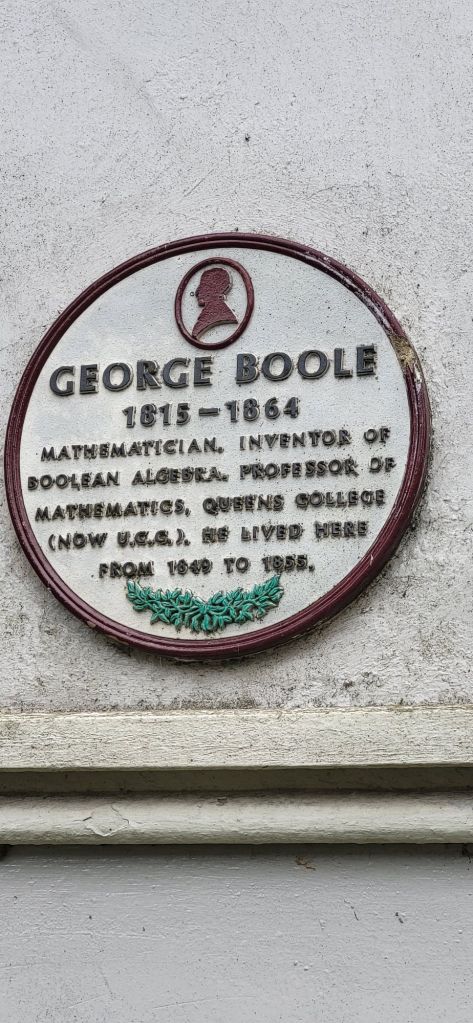 GEORGE BOOLE
1815 – 1864
MATHEMATICIAN, INVENTOR OF
BOOLEAN ALGEBRA, PROFESSOR OF
MATHEMATICS, QUEENS COLLEGE
(NOW U.C.C.), HE LIVED HERE
FROM 1849 TO 1855.